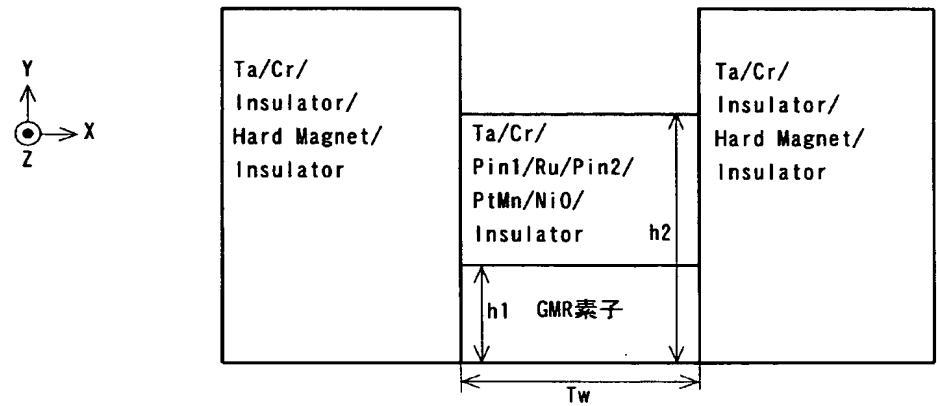 Y
X
Z
Ta/Cr/
Insulator/
Hard Magnet/
Insulator
Ta/Cr/
Pin1/Ru/Pin2/
PtMn/NiO/
Insulator
h2
h1
GMR素子
Ta/Cr/
Insulator/
Hard Magnet/
Insulator
Tw